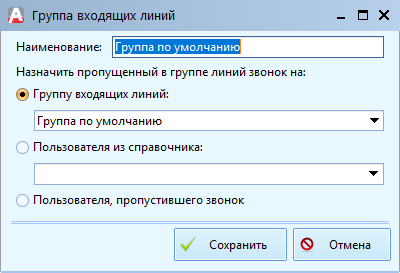 Группа входящих линий
Наименование: Группа по умолчанию
Назначить пропущенный в группе линий звонок на:
Группу входящих линий:
Группа по умолчанию
Пользователя из справочника:
Пользователя, пропустившего звонок
Сохранить Отмена